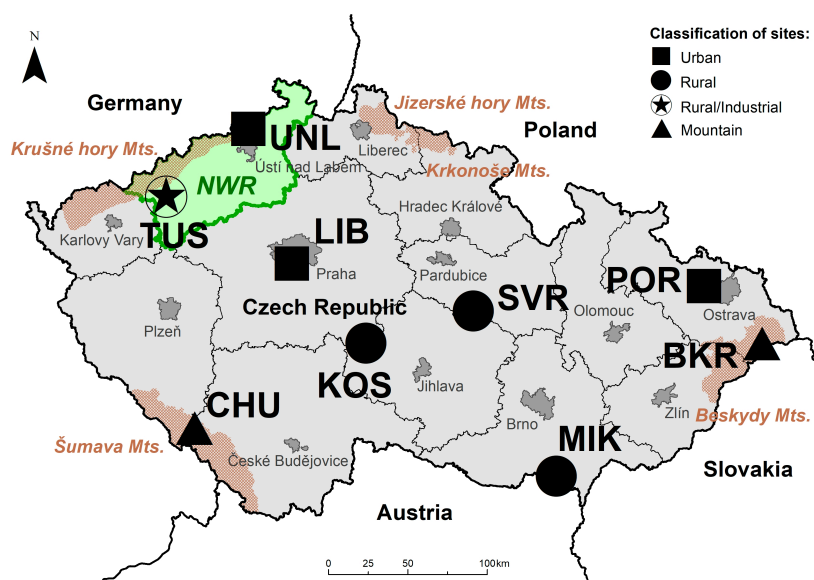 N
Classification of sites:
Urban
Rural
Rural/Industrial
Mountain
Germany
Jizerské hory Mts.
Poland
UNL
Krušné hory Mts.
Liberec
Ústí nad Labem
Krkonoše Mts.
NWR
Hradec Králové
TUS
Karlovy Vary
LIB
Praha
Pardubice
POR
SVR
Ostrava
Czech Republic
Olomouc
Plzeň
BKR
KOS
Jihlava
CHU
Zlín
Brno
Beskydy Mts.
MIK
Šumava Mts.
České Budějovice
Slovakia
Austria
0 25 50 100 km